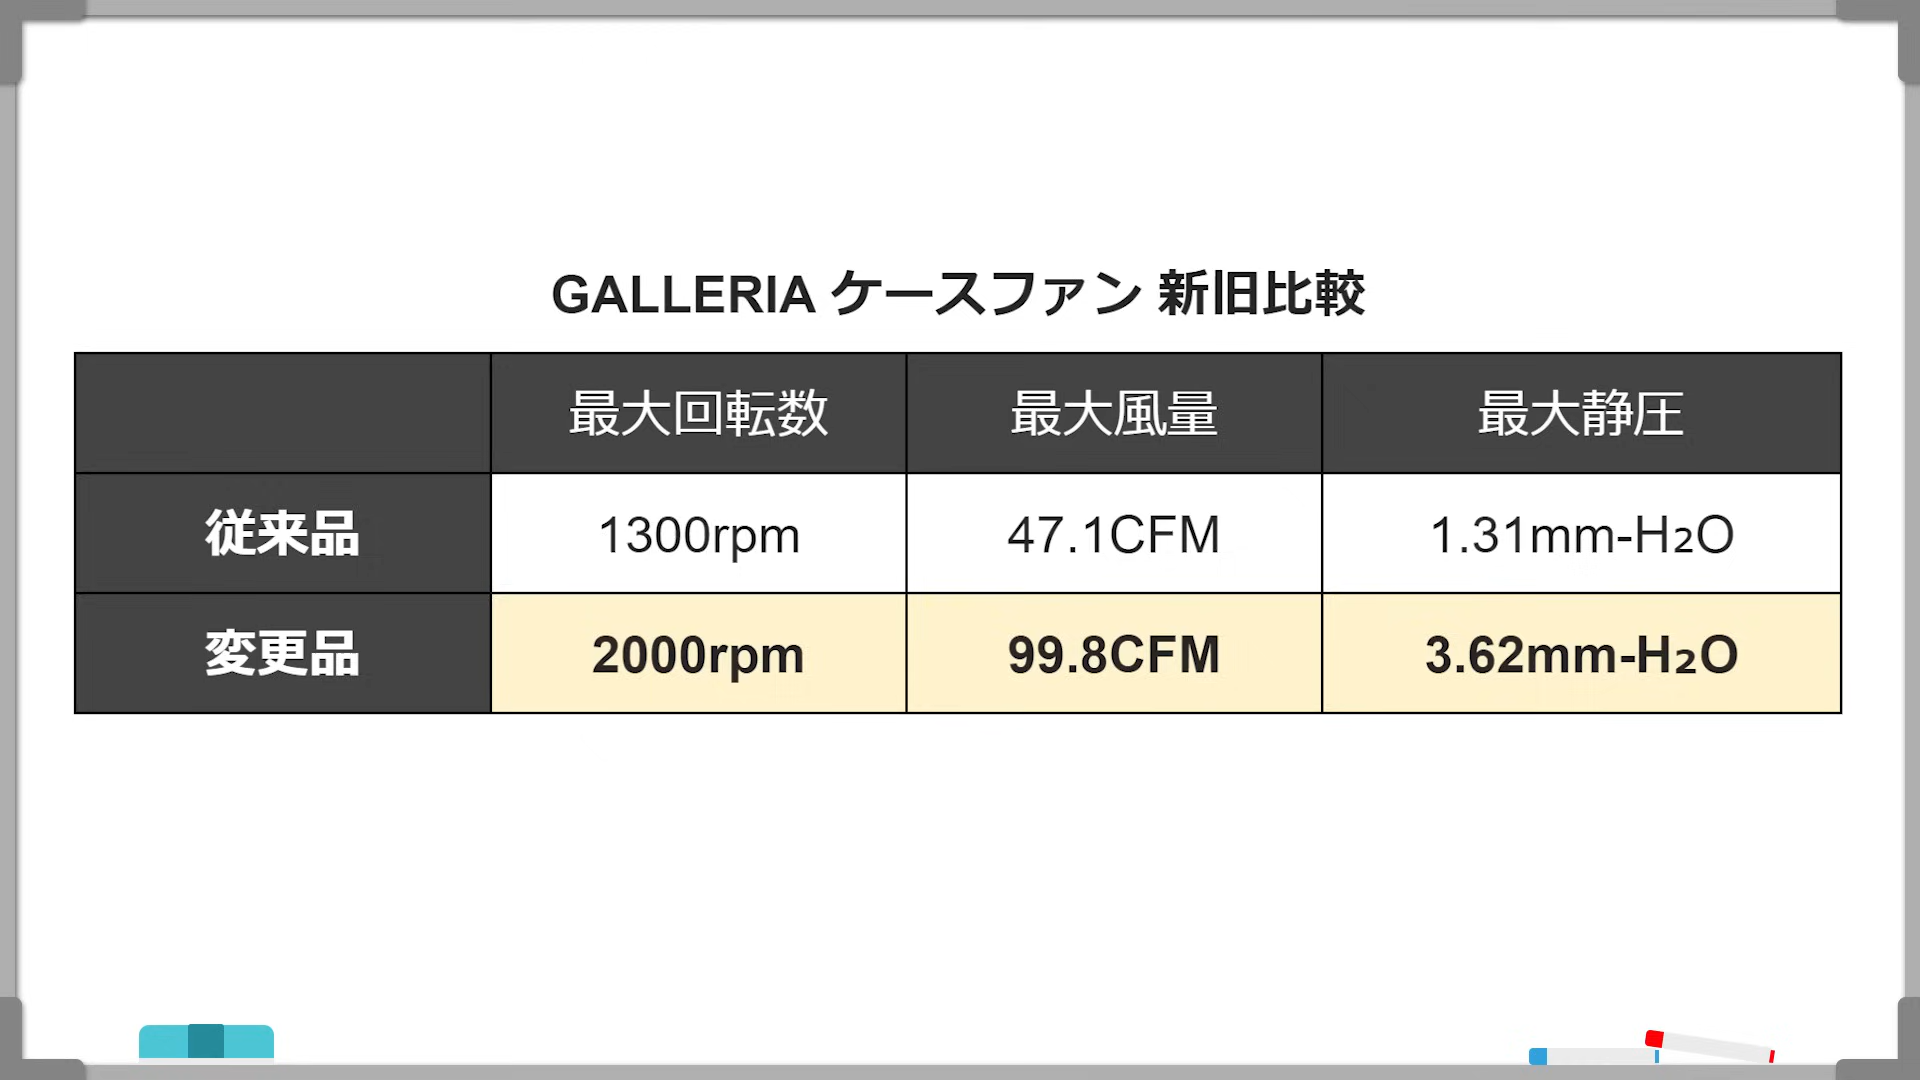 GALLERIA ケースファン 新旧比較
最大回転数 最大風量 最大静圧
従来品 1300rpm 47.1CFM 1.31mm-H₂O
変更品 2000rpm 99.8CFM 3.62mm-H₂O